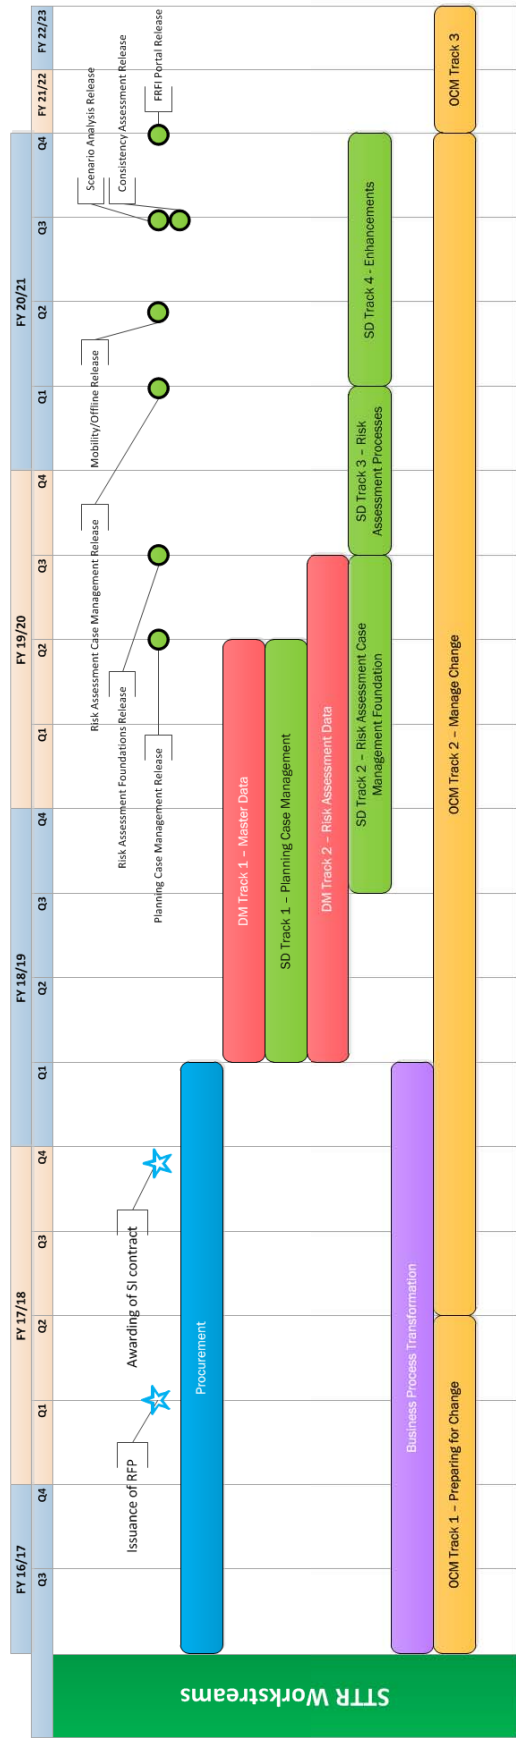 FY 16/17
FY 17/18
FY 18/19
FY 19/20
FY 20/21
FY 21/22
FY 22/23
Q3
Q4
Q1
Q2
Q3
Q4
Q1
Q2
Q3
Q4
Q1
Q2
Q3
Q4
Q1
Q2
Q3
Q4
STTR Workstreams
Issuance of RFP
Awarding of SI contract
Planning Case Management Release
Risk Assessment Foundations Release
Risk Assessment Case Management Release
Mobility/Offline Release
Scenario Analysis Release
Consistency Assessment Release
FRFI Portal Release
Procurement
DM Track 1 – Master Data
SD Track 1 – Planning Case Management
DM Track 2 – Risk Assessment Data
SD Track 2 – Risk Assessment Case
Management Foundation
SD Track 3 – Risk
Assessment Processes
SD Track 4 - Enhancements
Business Process Transformation
OCM Track 1 – Preparing for Change
OCM Track 2 – Manage Change
OCM Track 3